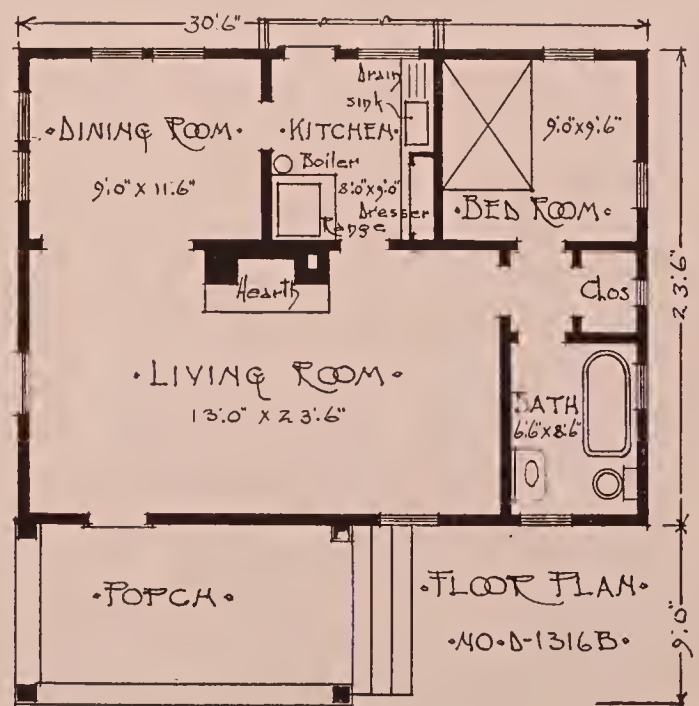 30'6"
Drain
sink
·DINING ROOM·
9'0" X 11'6"
·KITCHEN·
Boiler
8'0"x9'0"
Range
Dresser
9'0"x9'6"
·BED ROOM·
Hearth
Clos
23'6"
·LIVING ROOM·
13'0" X 23'6"
BATH
6'6"x8'6"
·PORCH·
·FLOOR PLAN·
·NO·D-1316B·
9'0"